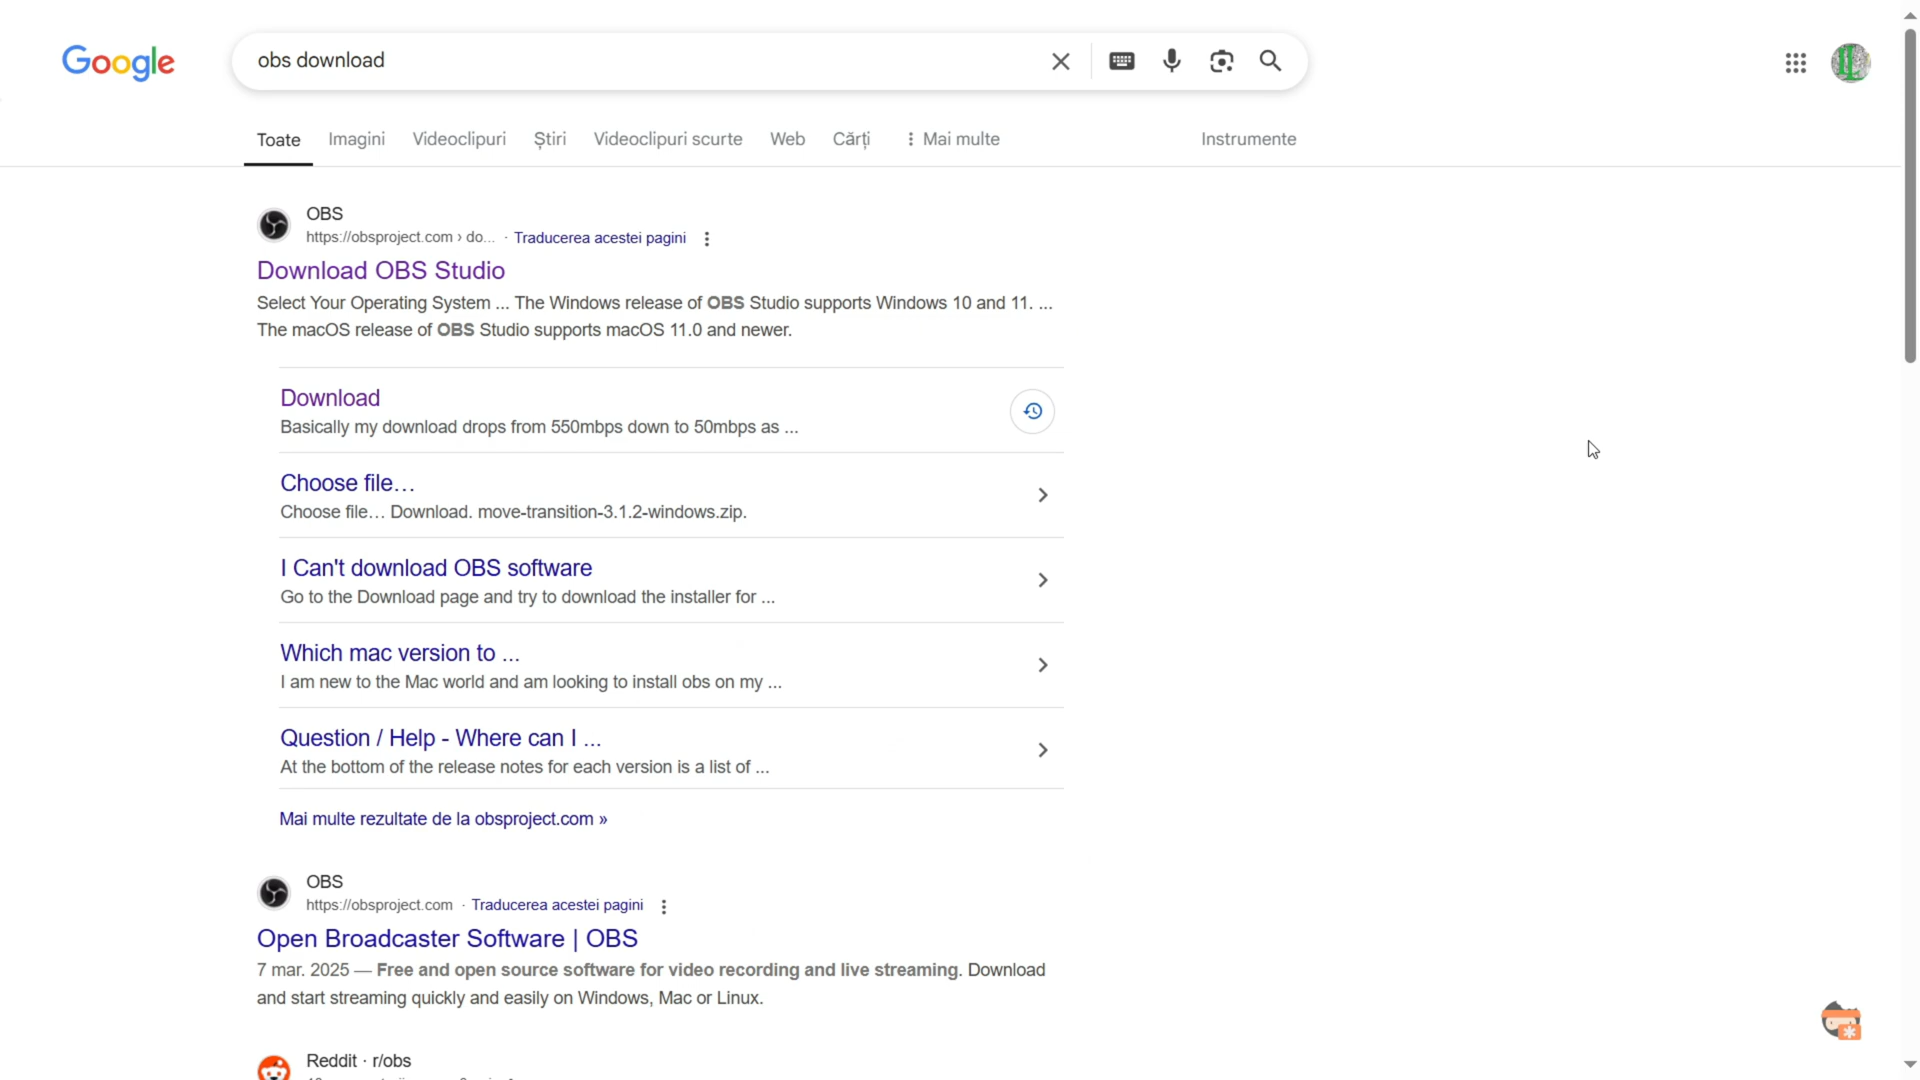 Google
obs download
Toate Imagini Videoclipuri Știri Videoclipuri scurte Web Cărți Mai multe Instrumente
OBS
https://obsproject.com › do... · Traducerea acestei pagini
Download OBS Studio
Select Your Operating System ... The Windows release of OBS Studio supports Windows 10 and 11. ...
The macOS release of OBS Studio supports macOS 11.0 and newer.
Download
Basically my download drops from 550mbps down to 50mbps as ...
Choose file…
Choose file… Download. move-transition-3.1.2-windows.zip.
I Can't download OBS software
Go to the Download page and try to download the installer for ...
Which mac version to ...
I am new to the Mac world and am looking to install obs on my ...
Question / Help - Where can I ...
At the bottom of the release notes for each version is a list of ...
Mai multe rezultate de la obsproject.com »
OBS
https://obsproject.com · Traducerea acestei pagini
Open Broadcaster Software | OBS
7 mar. 2025 — Free and open source software for video recording and live streaming. Download
and start streaming quickly and easily on Windows, Mac or Linux.
Reddit · r/obs